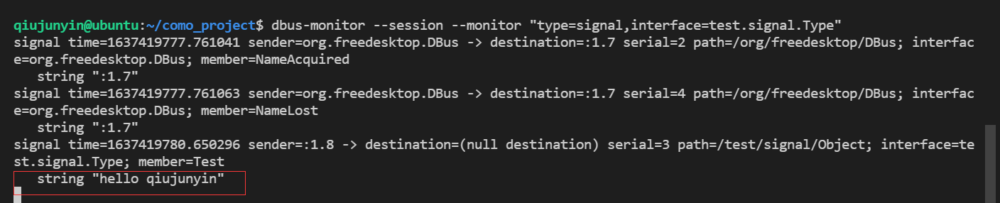 qiujunyin@ubuntu:~/como_project$ dbus-monitor --session --monitor "type=signal,interface=test.signal.Type"
signal time=1637419777.761041 sender=org.freedesktop.DBus -> destination=:1.7 serial=2 path=/org/freedesktop/DBus; interfac
e=org.freedesktop.DBus; member=NameAcquired
   string ":1.7"
signal time=1637419777.761063 sender=org.freedesktop.DBus -> destination=:1.7 serial=4 path=/org/freedesktop/DBus; interfac
e=org.freedesktop.DBus; member=NameLost
   string ":1.7"
signal time=1637419780.650296 sender=:1.8 -> destination=(null destination) serial=3 path=/test/signal/Object; interface=te
st.signal.Type; member=Test
   string "hello qiujunyin"